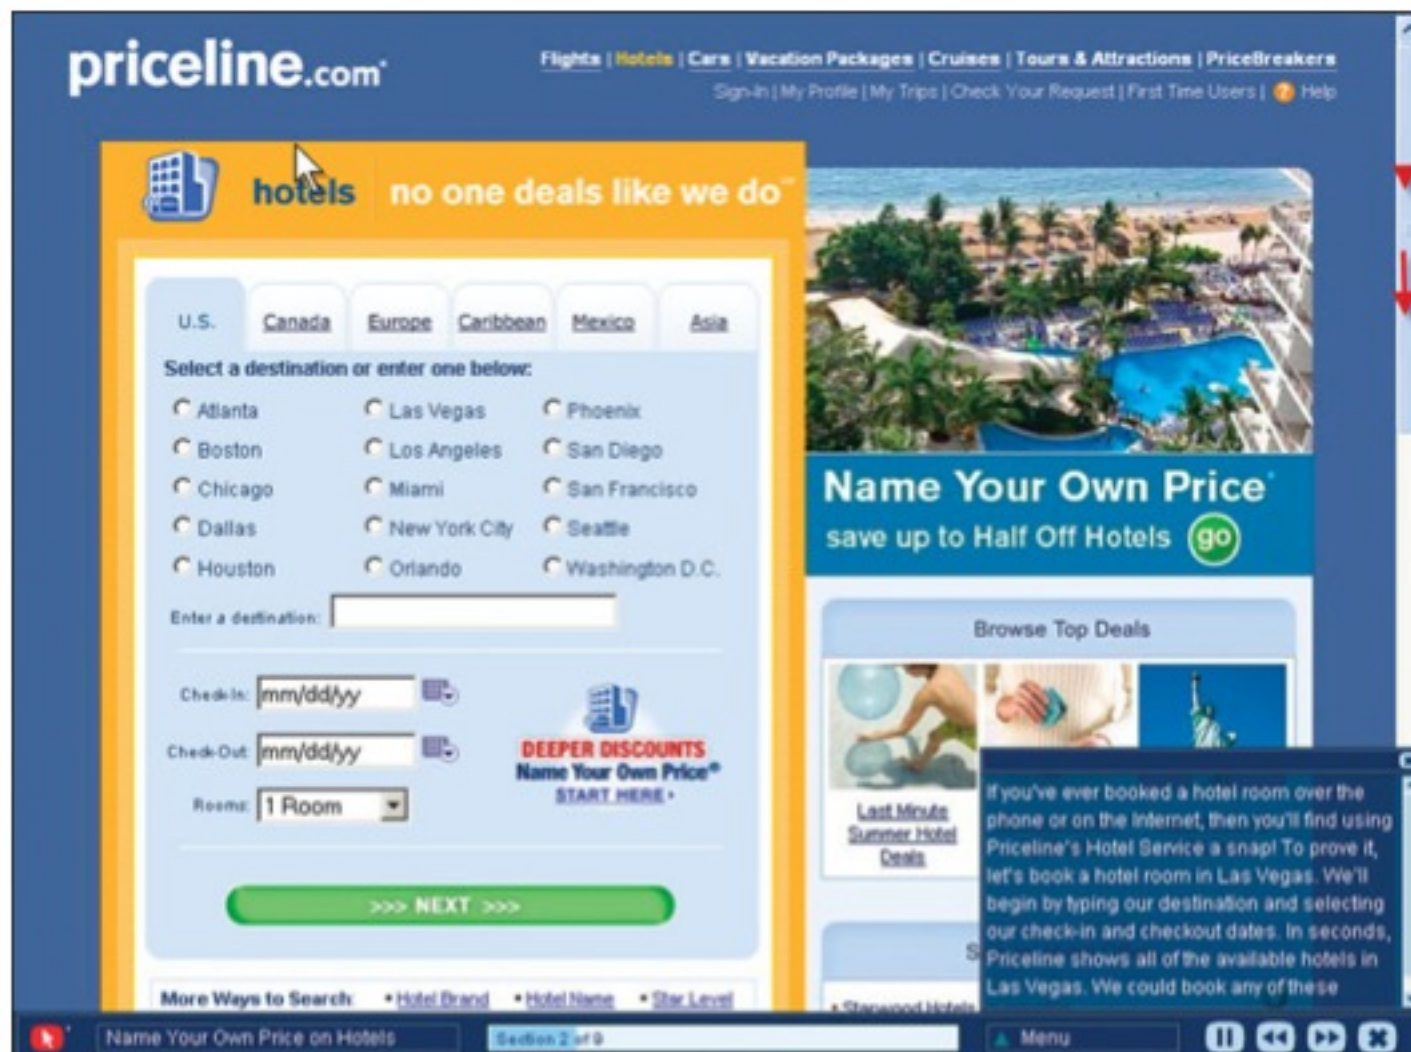 priceline.com
Flights | Hotels | Cars | Vacation Packages | Cruises | Tours & Attractions | PriceBreakers
Sign-In | My Profile | My Trips | Check Your Request | First Time Users | ? Help
hotels no one deals like we do℠
U.S. Canada Europe Caribbean Mexico Asia
Select a destination or enter one below:
Atlanta Las Vegas Phoenix
Boston Los Angeles San Diego
Chicago Miami San Francisco
Dallas New York City Seattle
Houston Orlando Washington D.C.
Enter a destination:
Check-In: mm/dd/yy
Check-Out: mm/dd/yy
Rooms: 1 Room
DEEPER DISCOUNTS
Name Your Own Price®
START HERE
>>> NEXT >>>
More Ways to Search: • Hotel Brand • Hotel Name • Star Level
Name Your Own Price
save up to Half Off Hotels go
Browse Top Deals
Last Minute
Summer Hotel
Deals
S
• Starwood Hotels
If you've ever booked a hotel room over the
phone or on the Internet, then you'll find using
Priceline's Hotel Service a snap! To prove it,
let's book a hotel room in Las Vegas. We'll
begin by typing our destination and selecting
our check-in and checkout dates. In seconds,
Priceline shows all of the available hotels in
Las Vegas. We could book any of these
Name Your Own Price on Hotels
Section 2 of 9
Menu